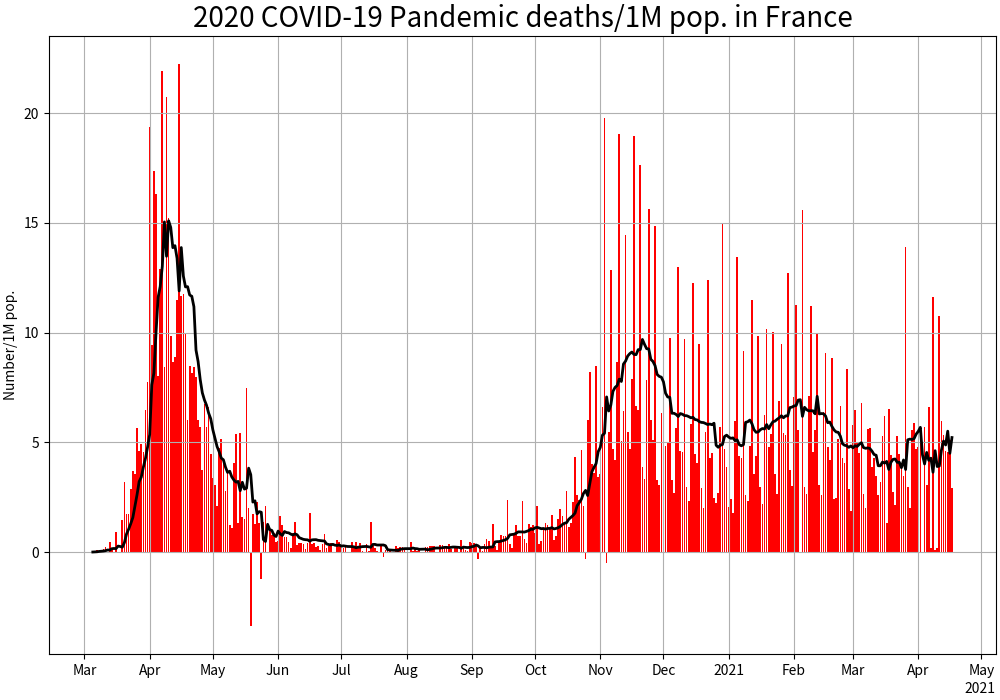 2020 COVID-19 Pandemic deaths/1M pop. in France
Number/1M pop.
20
15
10
5
0
Mar Apr May Jun Jul Aug Sep Oct Nov Dec 2021 Feb Mar Apr May
2021